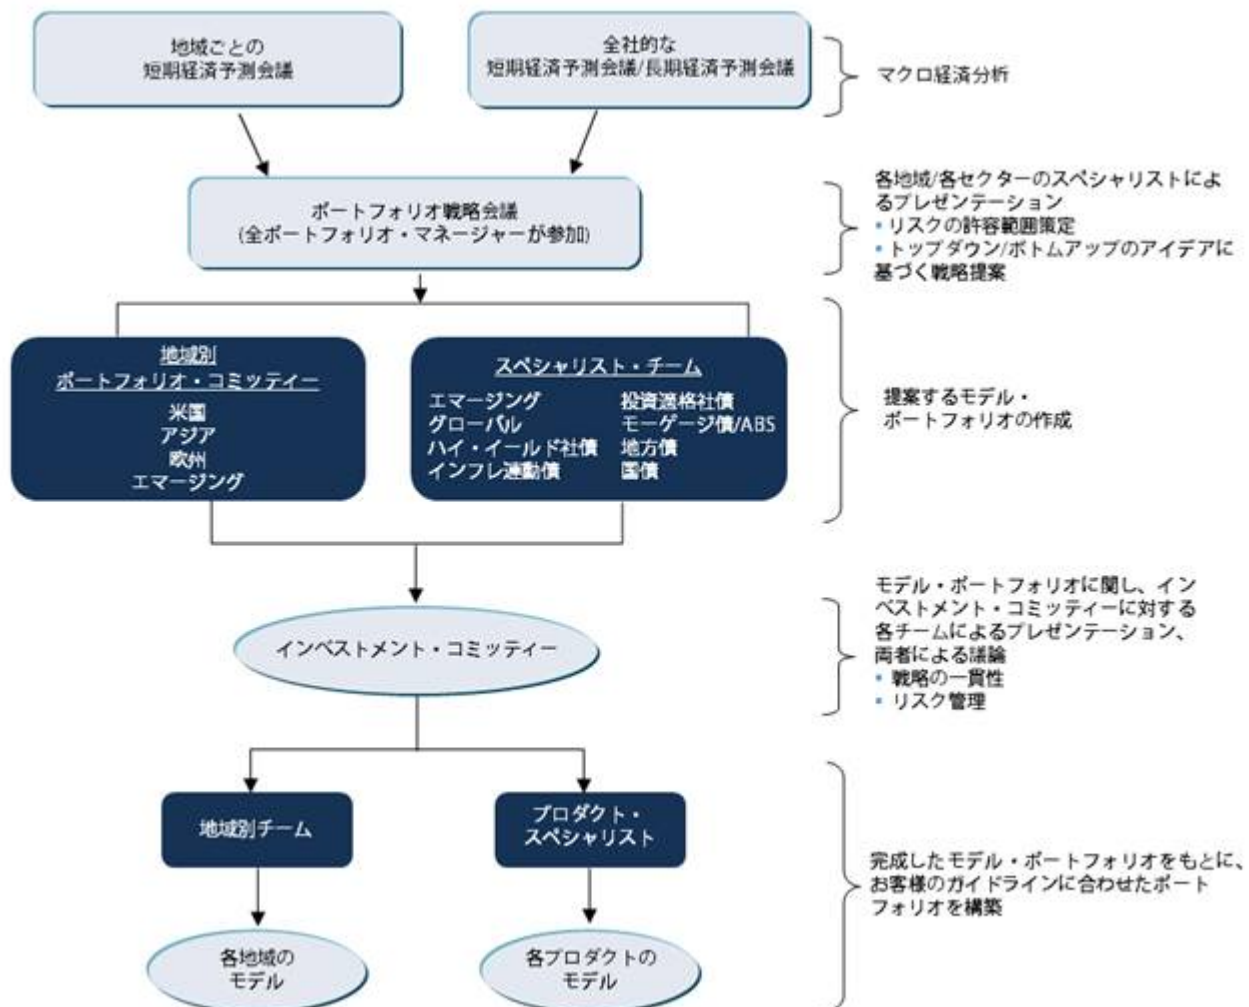 地域ごとの
短期経済予測会議
全社的な
短期経済予測会議/長期経済予測会議
マクロ経済分析
ポートフォリオ戦略会議
(全ポートフォリオ・マネージャーが参加)
各地域/各セクターのスペシャリストによ
るプレゼンテーション
▪ リスクの許容範囲策定
▪ トップダウン/ボトムアップのアイデアに
基づく戦略提案
地域別
ポートフォリオ・コミッティー
米国
アジア
欧州
エマージング
スペシャリスト・チーム
エマージング 投資適格社債
グローバル モーゲージ債/ABS
ハイ・イールド社債 地方債
インフレ連動債 国債
提案するモデル・
ポートフォリオの作成
インベストメント・コミッティー
モデル・ポートフォリオに関し、イン
ベストメント・コミッティーに対する
各チームによるプレゼンテーション、
両者による議論
▪ 戦略の一貫性
▪ リスク管理
地域別チーム
プロダクト・
スペシャリスト
完成したモデル・ポートフォリオをもとに、
お客様のガイドラインに合わせたポート
フォリオを構築
各地域の
モデル
各プロダクトの
モデル